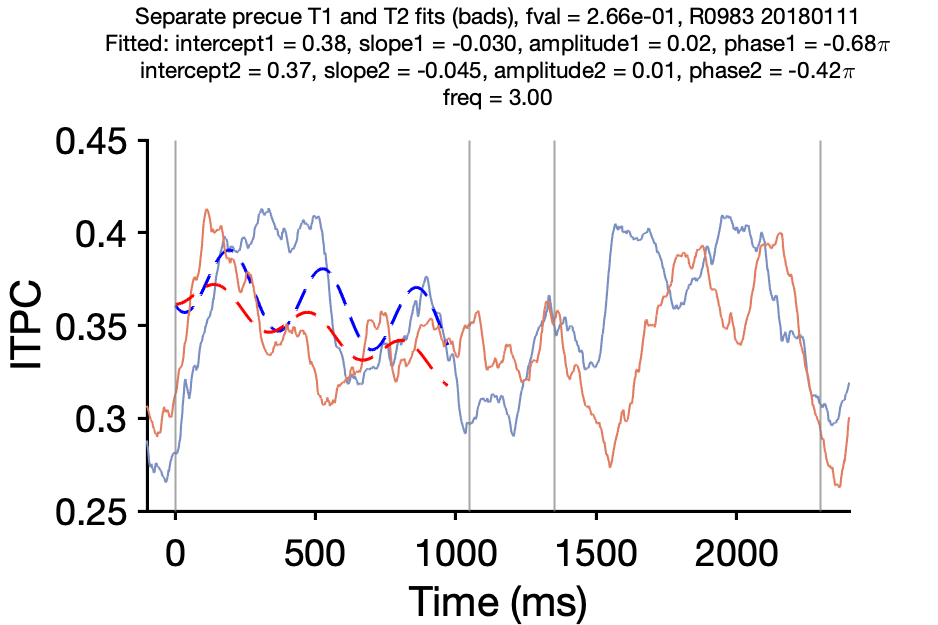 Separate precue T1 and T2 fits (bads), fval = 2.66e-01, R0983 20180111
Fitted: intercept1 = 0.38, slope1 = -0.030, amplitude1 = 0.02, phase1 = -0.68π
intercept2 = 0.37, slope2 = -0.045, amplitude2 = 0.01, phase2 = -0.42π
freq = 3.00
0.45
0.4
0.35
0.3
0.25
ITPC
0 500 1000 1500 2000
Time (ms)